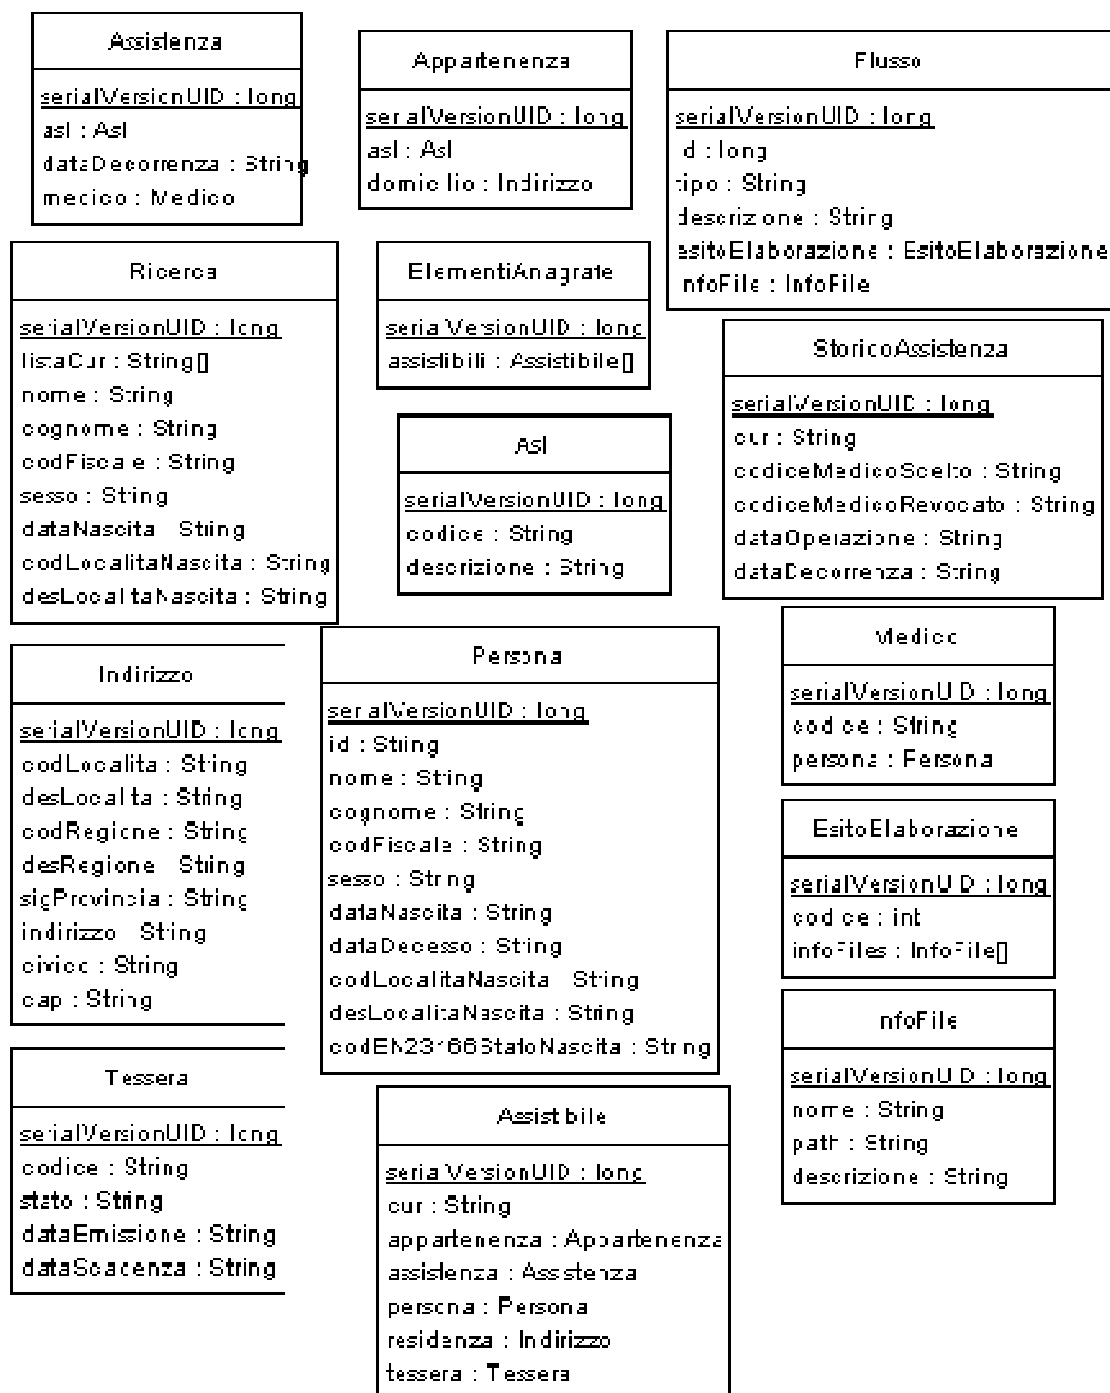 Assistenza
serialVersionUID : long
asl : Asl
dataDecorrenza : String
medico : Medico
Appartenenza
serialVersionUID : long
asl : Asl
domicilio : Indirizzo
Flusso
serialVersionUID : long
id : long
tipo : String
descrizione : String
esitoElaborazione : EsitoElaborazione
infoFile : InfoFile
Ricerca
serialVersionUID : long
listaCur : String[]
nome : String
cognome : String
codFiscale : String
sesso : String
dataNascita : String
codLocalitaNascita : String
desLocalitaNascita : String
ElementiAnagrafe
serialVersionUID : long
assistibili : Assistibile[]
StoricoAssistenza
serialVersionUID : long
cur : String
codiceMedicoScelto : String
codiceMedicoRevocato : String
dataOperazione : String
dataDecorrenza : String
Asl
serialVersionUID : long
codice : String
descrizione : String
Indirizzo
serialVersionUID : long
codLocalita : String
desLocalita : String
codRegione : String
desRegione : String
sigProvincia : String
indirizzo : String
civico : String
cap : String
Persona
serialVersionUID : long
id : String
nome : String
cognome : String
codFiscale : String
sesso : String
dataNascita : String
dataDecesso : String
codLocalitaNascita : String
desLocalitaNascita : String
codEN23166StatoNascita : String
Medico
serialVersionUID : long
codice : String
persona : Persona
EsitoElaborazione
serialVersionUID : long
codice : int
infoFiles : InfoFile[]
InfoFile
serialVersionUID : long
nome : String
path : String
descrizione : String
Tessera
serialVersionUID : long
codice : String
stato : String
dataEmissione : String
dataScadenza : String
Assistibile
serialVersionUID : long
cur : String
appartenenza : Appartenenza
assistenza : Assistenza
persona : Persona
residenza : Indirizzo
tessera : Tessera